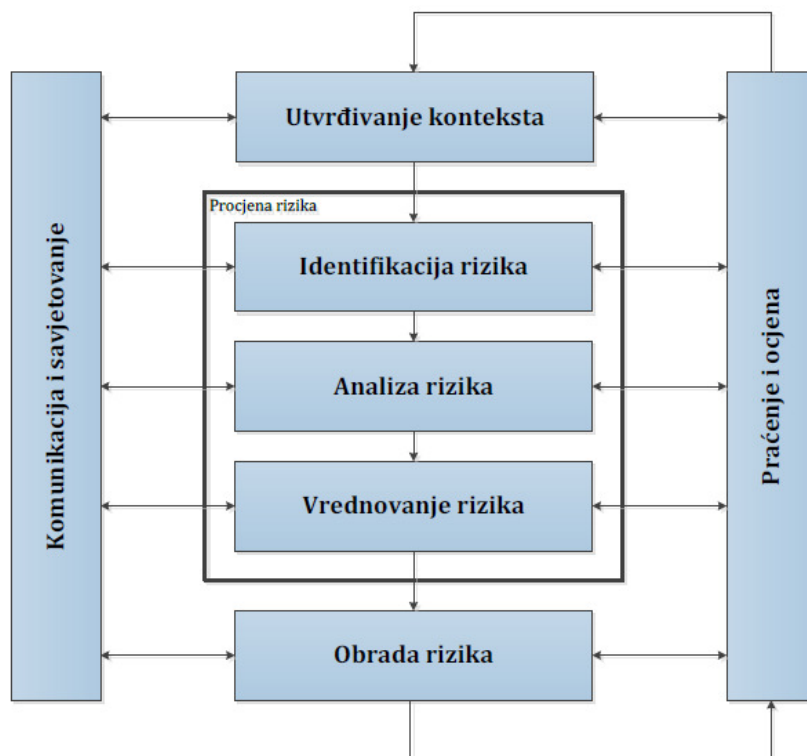 Utvrđivanje konteksta
Procjena rizika
Identifikacija rizika
Analiza rizika
Vrednovanje rizika
Obrada rizika
Komunikacija i savjetovanje
Praćenje i ocjena